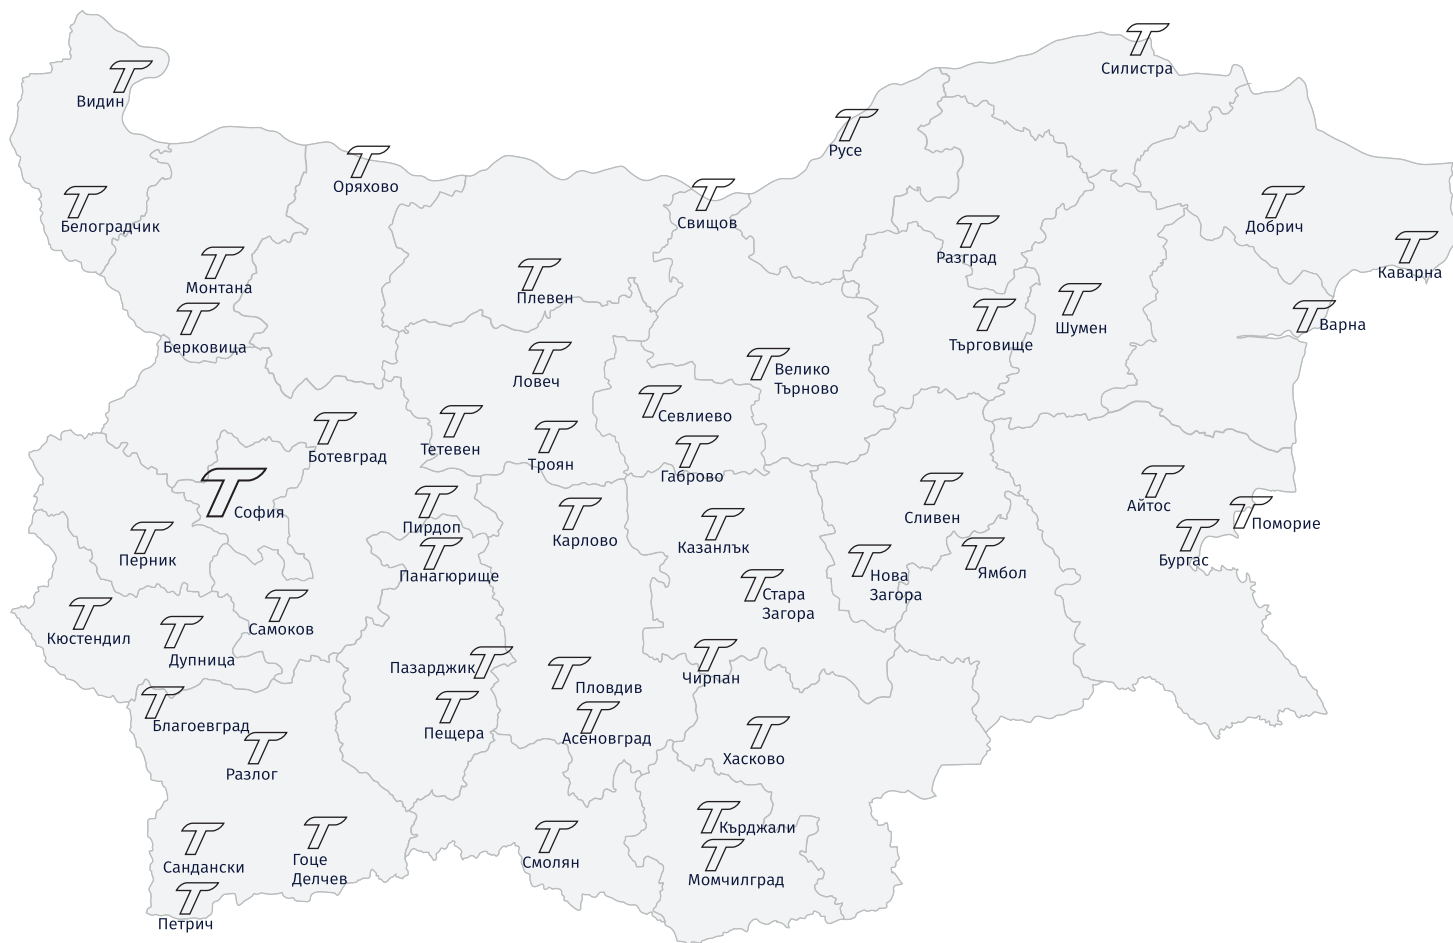 Силистра
Видин
Русе
Оряхово
Свищов
Белоградчик
Добрич
Разград
Каварна
Монтана
Плевен
Варна
Шумен
Търговище
Берковица
Велико
Търново
Ловеч
Севлиево
Тетевен
Ботевград
Троян
Габрово
Айтос
София
Сливен
Поморие
Пирдоп
Карлово
Казанлък
Перник
Бургас
Панагюрище
Нова
Загора
Ямбол
Стара
Загора
Самоков
Кюстендил
Дупница
Пазарджик
Чирпан
Пловдив
Благоевград
Пещера
Асеновград
Хасково
Разлог
Кърджали
Гоце
Делчев
Смолян
Сандански
Момчилград
Петрич